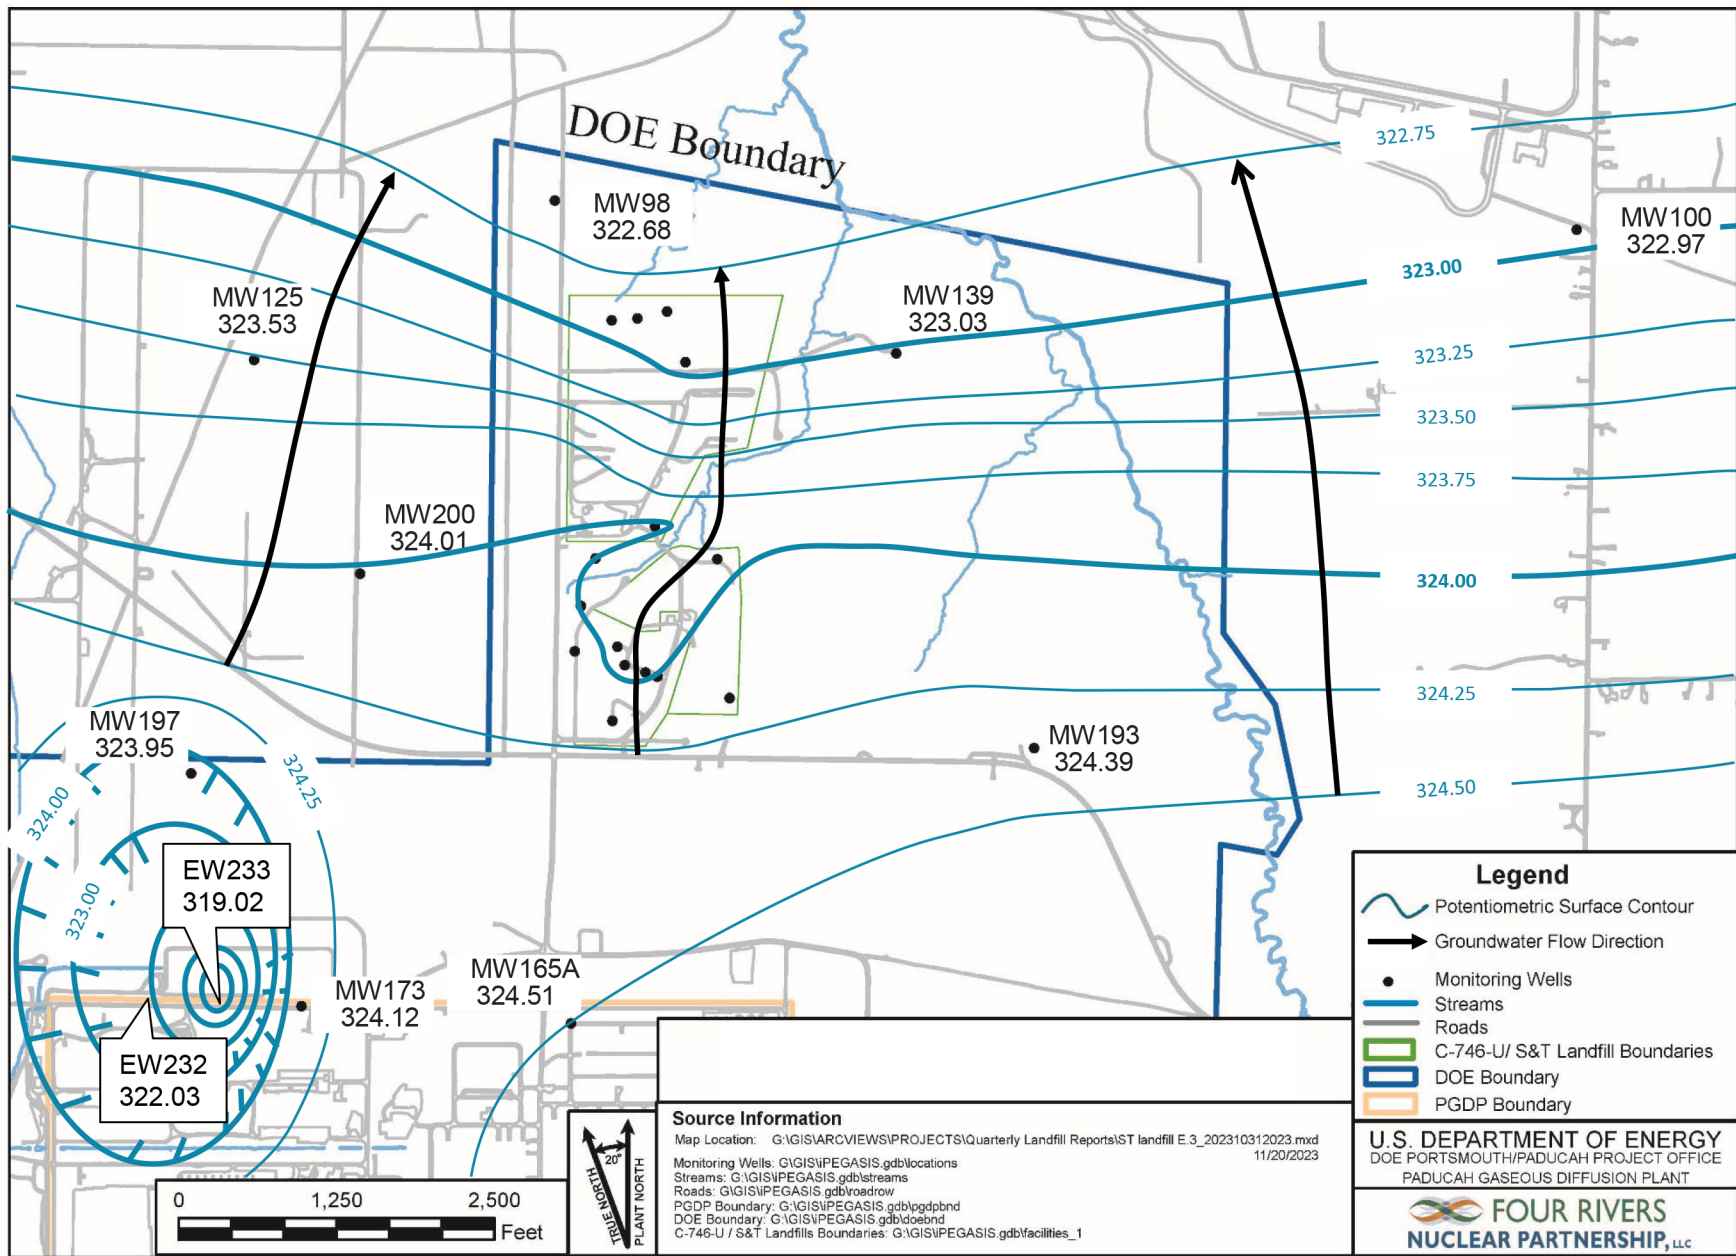 DOE Boundary
322.75
MW98
322.68
MW100
322.97
323.00
MW125
323.53
MW139
323.03
323.25
323.50
323.75
MW200
324.01
324.00
324.25
MW197
323.95
324.25
MW193
324.39
324.50
324.00
323.00
EW233
319.02
MW165A
324.51
MW173
324.12
EW232
322.03
Legend
Potentiometric Surface Contour
Groundwater Flow Direction
Monitoring Wells
Streams
Roads
C-746-U/ S&T Landfill Boundaries
DOE Boundary
PGDP Boundary
U.S. DEPARTMENT OF ENERGY
DOE PORTSMOUTH/PADUCAH PROJECT OFFICE
PADUCAH GASEOUS DIFFUSION PLANT
FOUR RIVERS
NUCLEAR PARTNERSHIP, LLC
Source Information
Map Location: G:\GIS\ARCVIEWS\PROJECTS\Quarterly Landfill Reports\ST landfill E.3_202310312023.mxd
11/20/2023
Monitoring Wells: G\GIS\iPEGASIS.gdb\locations
Streams: G:\GIS\IPEGASIS.gdb\streams
Roads: G\GIS\IPEGASIS.gdb\roadrow
PGDP Boundary: G:\GIS\IPEGASIS.gdb\pgdpbnd
DOE Boundary: G:\GIS\IPEGASIS.gdb\doebnd
C-746-U / S&T Landfills Boundaries: G:\GIS\IPEGASIS.gdb\facilities_1
20°
TRUE NORTH
PLANT NORTH
0 1,250 2,500
Feet